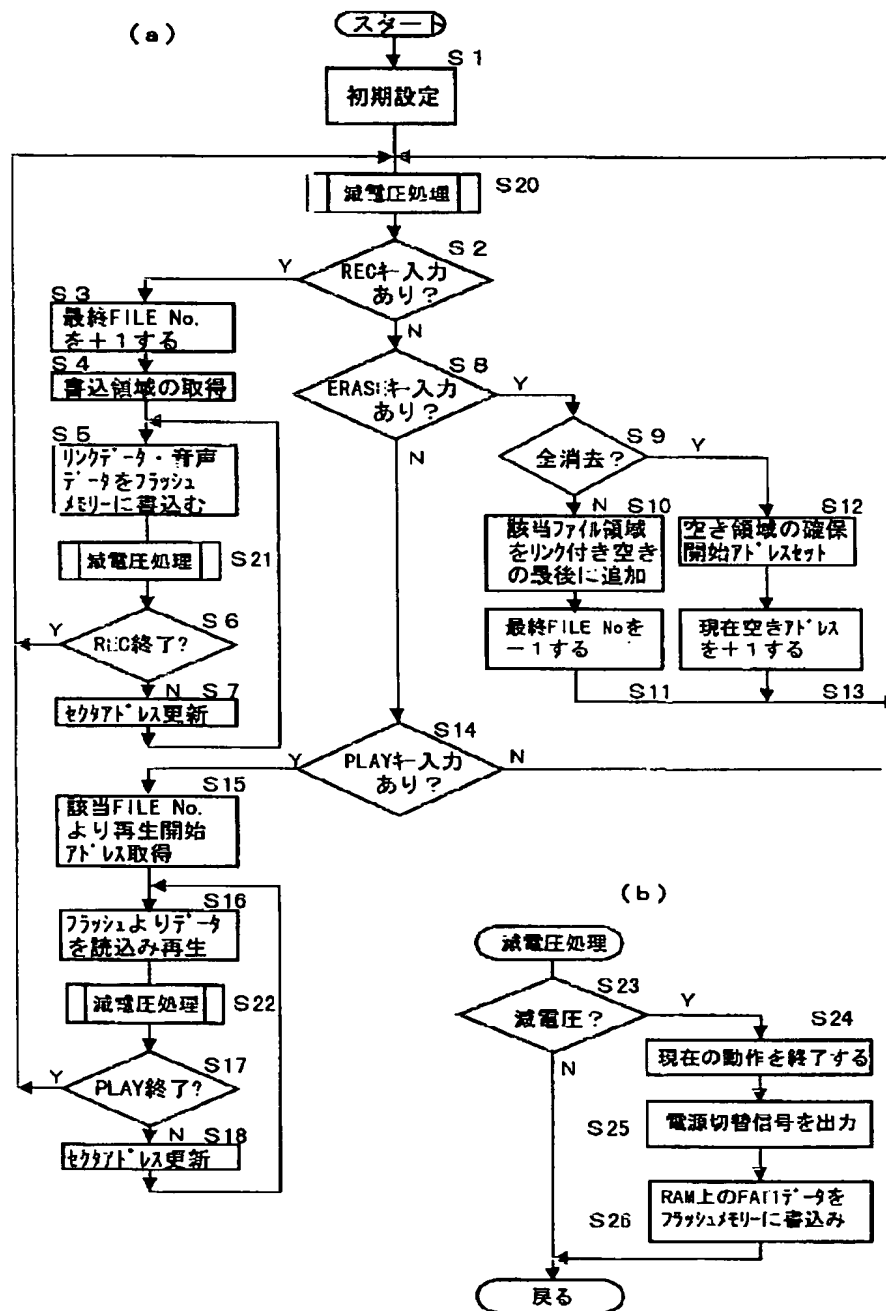 (a)
スター
S1
初期設定
減電圧処理
S20
S2
RECキー入力
あり?
Y
N
S3
最終FILE No.
を+1する
S4
書込領域の取得
S5
リンクデータ・音声
データをフラッシュ
メモリーに書込む
減電圧処理
S21
S6
REC終了?
Y
N
S7
セクタアドレス更新
S8
ERASEキー入力
あり?
Y
N
S9
全消去?
Y
N
S10
該当ファイル領域
をリンク付き空き
の最後に追加
最終FILE Noを
-1する
S11
S12
空き領域の確保
開始アドレスセット
現在空きアドレス
を+1する
S13
S14
PLAYキー入力
あり?
Y
N
S15
該当FILE No.
より再生開始
アドレス取得
S16
フラッシュよりデータ
を読込み再生
減電圧処理
S22
S17
PLAY終了?
Y
N
S18
セクタアドレス更新
(b)
減電圧処理
S23
減電圧?
Y
N
S24
現在の動作を終了する
S25
電源切替信号を出力
S26
RAM上の データを
フラッシュメモリーに書込み
戻る